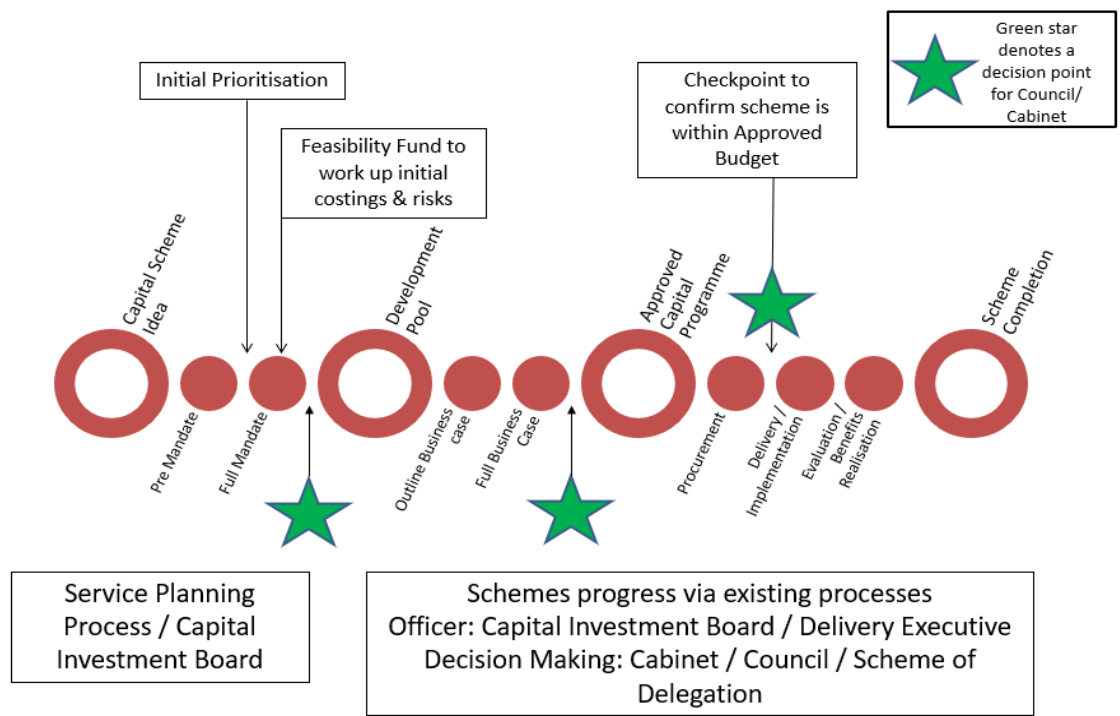 Green star
denotes a
decision point
for Council/
Cabinet
Initial Prioritisation
Checkpoint to
confirm scheme is
within Approved
Budget
Feasibility Fund to
work up initial
costings & risks
Capital Scheme
Idea
Development
Pool
Approved
Capital
Programme
Scheme
Completion
Pre Mandate
Full Mandate
Outline Business
case
Full Business
Case
Procurement
Delivery /
Implementation
Evaluation /
Benefits
Realisation
Service Planning
Process / Capital
Investment Board
Schemes progress via existing processes
Officer: Capital Investment Board / Delivery Executive
Decision Making: Cabinet / Council / Scheme of
Delegation